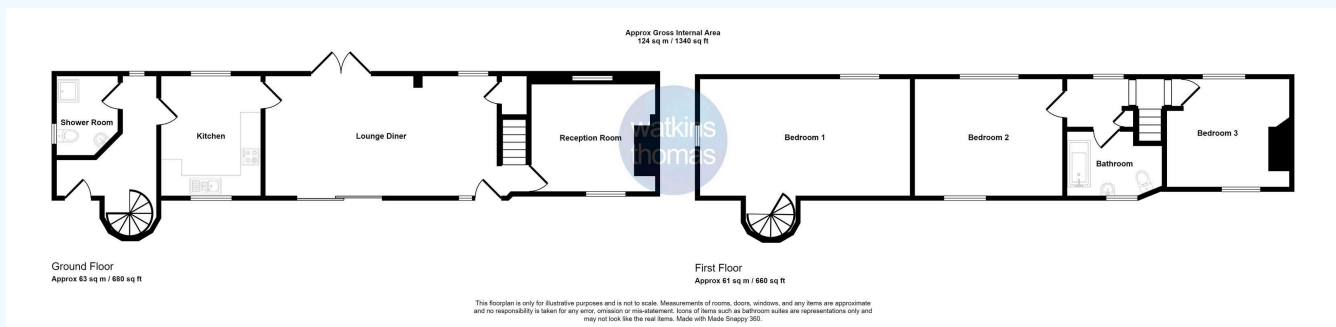 Approx Gross Internal Area
124 sq m / 1340 sq ft
Shower Room
Kitchen
Lounge Diner
Reception Room
watkins
thomas
Bedroom 1
Bedroom 2
Bathroom
Bedroom 3
Ground Floor
Approx 63 sq m / 680 sq ft
First Floor
Approx 61 sq m / 660 sq ft
This floorplan is only for illustrative purposes and is not to scale. Measurements of rooms, doors, windows, and any items are approximate
and no responsibility is taken for any error, omission or mis-statement. Icons of items such as bathroom suites are representations only and
may not look like the real items. Made with Made Snappy 360.